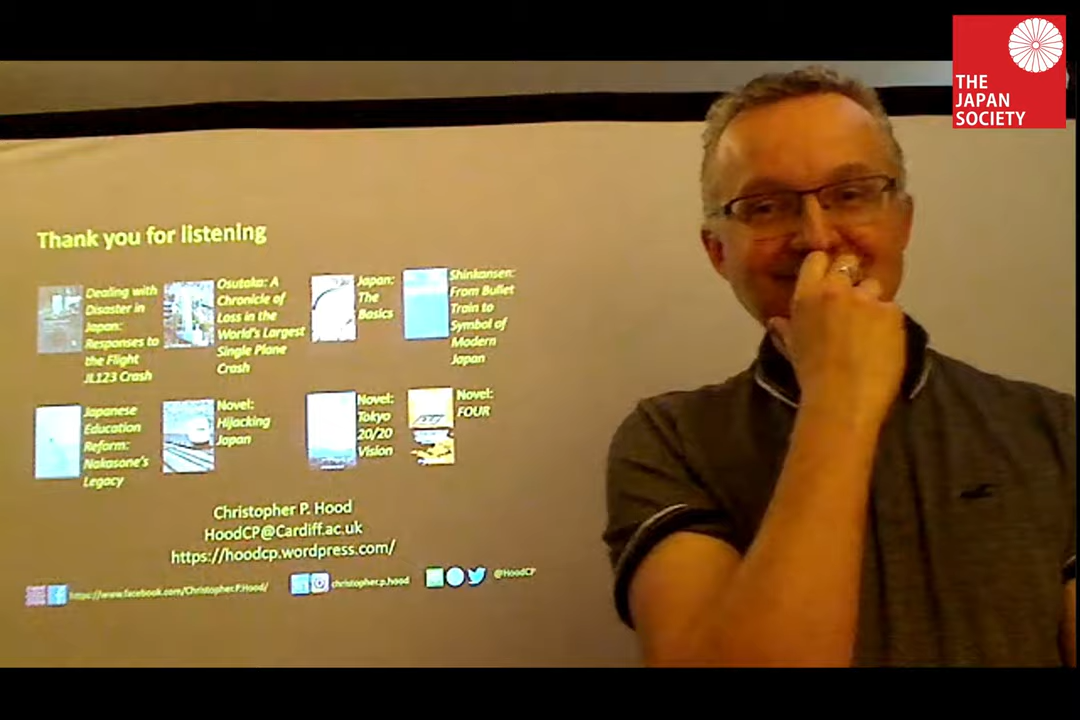 THE
JAPAN
SOCIETY
Thank you for listening
Dealing with
Disaster in
Japan:
Responses to
the Flight
JL123 Crash
Osutaka: A
Chronicle of
Loss in the
World's Largest
Single Plane
Crash
Japan:
The
Basics
Shinkansen:
From Bullet
Train to
Symbol of
Modern
Japan
Japanese
Education
Reform:
Nakasone's
Legacy
Novel:
Hijacking
Japan
Novel:
Tokyo
20/20
Vision
Novel:
FOUR
Christopher P. Hood
HoodCP@Cardiff.ac.uk
https://hoodcp.wordpress.com/
https://www.facebook.com/Christopher.P.Hood/
christopher.p.hood
@HoodCP